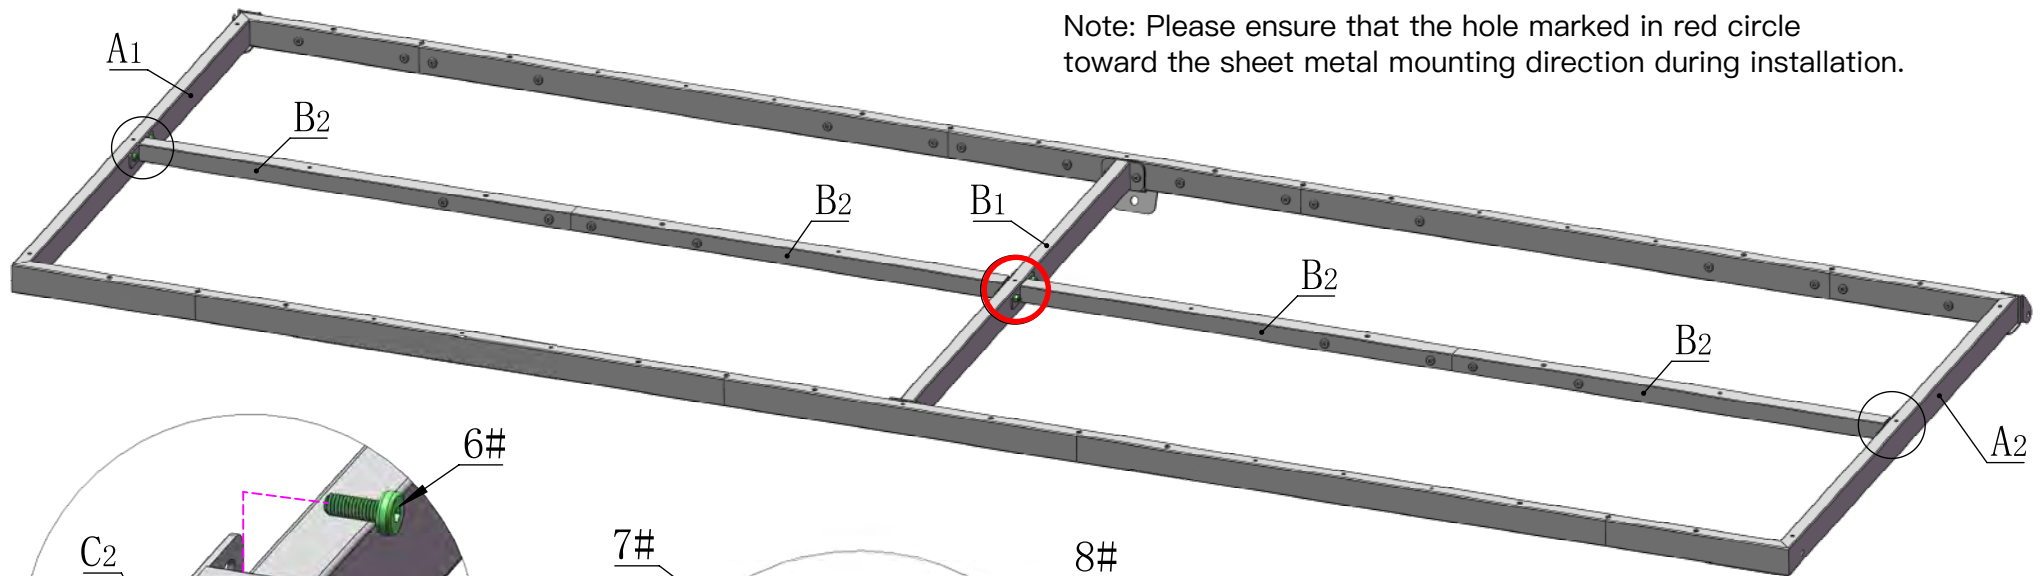 Note: Please ensure that the hole marked in red circle
toward the sheet metal mounting direction during installation.
A1
B2
B2
B1
B2
B2
A2
6#
C2
7#
8#